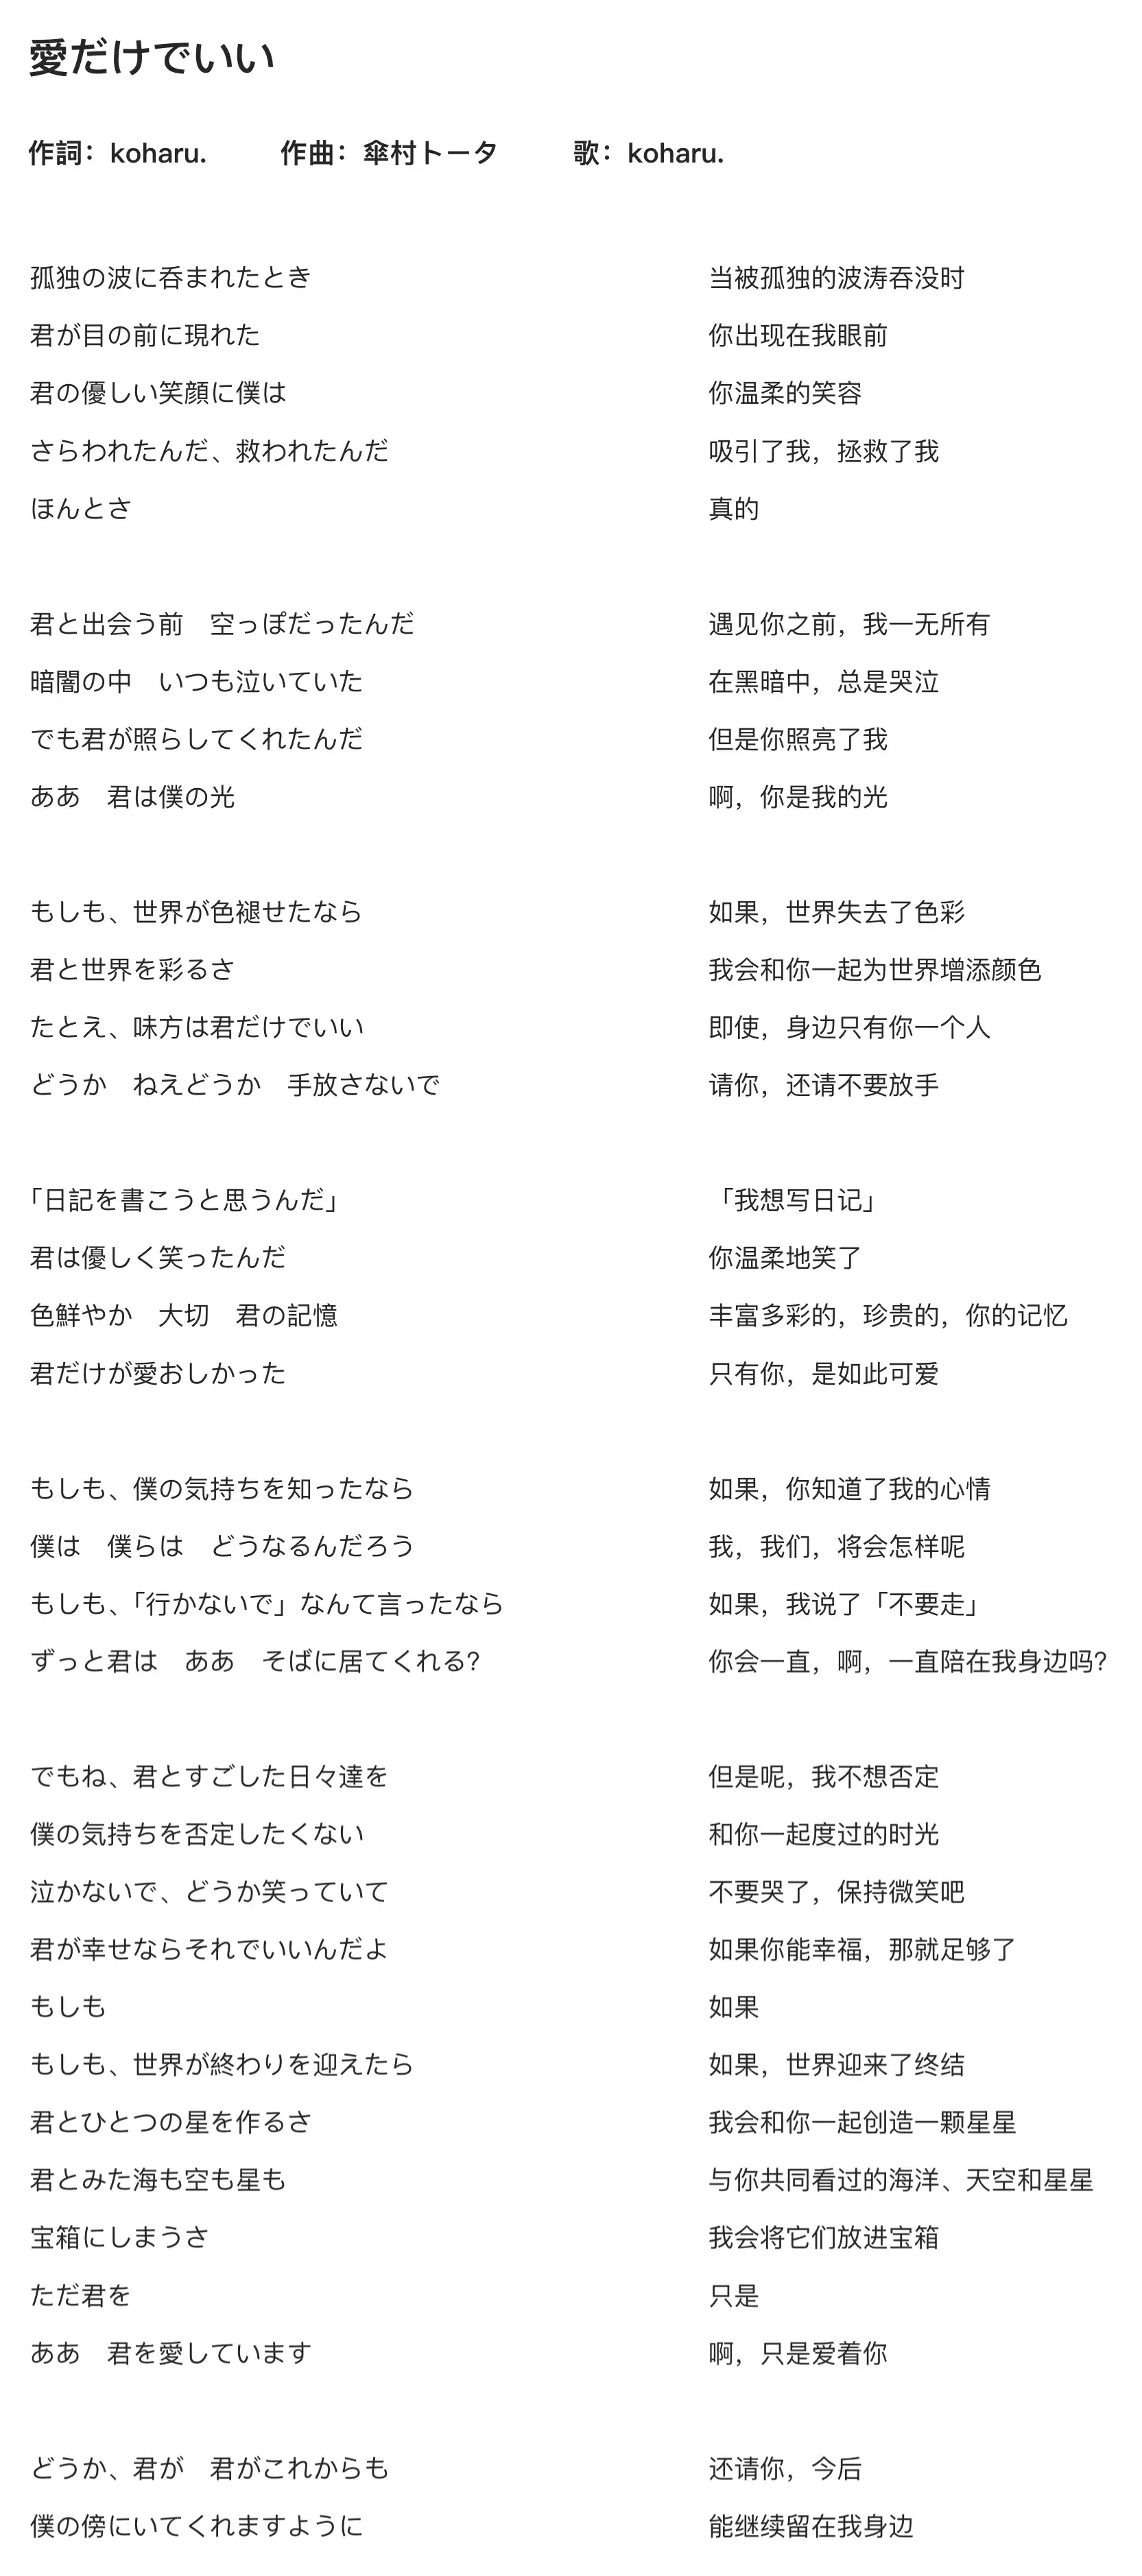 愛だけでいい
作詞：koharu.　　作曲：傘村トータ　　歌：koharu.
孤独の波に呑まれたとき　　当被孤独的波涛吞没时
君が目の前に現れた　　你出现在我眼前
君の優しい笑顔に僕は　　你温柔的笑容
さらわれたんだ、救われたんだ　　吸引了我，拯救了我
ほんとさ　　真的
君と出会う前　空っぽだったんだ　　遇见你之前，我一无所有
暗闇の中　いつも泣いていた　　在黑暗中，总是哭泣
でも君が照らしてくれたんだ　　但是你照亮了我
ああ　君は僕の光　　啊，你是我的光
もしも、世界が色褪せたなら　　如果，世界失去了色彩
君と世界を彩るさ　　我会和你一起为世界增添颜色
たとえ、味方は君だけでいい　　即使，身边只有你一个人
どうか　ねえどうか　手放さないで　　请你，还请不要放手
「日記を書こうと思うんだ」　　「我想写日记」
君は優しく笑ったんだ　　你温柔地笑了
色鮮やか　大切　君の記憶　　丰富多彩的，珍贵的，你的记忆
君だけが愛おしかった　　只有你，是如此可爱
もしも、僕の気持ちを知ったなら　　如果，你知道了我的心情
僕は　僕らは　どうなるんだろう　　我，我们，将会怎样呢
もしも、「行かないで」なんて言ったなら　　如果，我说了「不要走」
ずっと君は　ああ　そばに居てくれる？　　你会一直，啊，一直陪在我身边吗？
でもね、君とすごした日々達を　　但是呢，我不想否定
僕の気持ちを否定したくない　　和你一起度过的时光
泣かないで、どうか笑っていて　　不要哭了，保持微笑吧
君が幸せならそれでいいんだよ　　如果你能幸福，那就足够了
もしも　　如果
もしも、世界が終わりを迎えたら　　如果，世界迎来了终结
君とひとつの星を作るさ　　我会和你一起创造一颗星星
君とみた海も空も星も　　与你共同看过的海洋、天空和星星
宝箱にしまうさ　　我会将它们放进宝箱
ただ君を　　只是
ああ　君を愛しています　　啊，只是爱着你
どうか、君が　君がこれからも　　还请你，今后
僕の傍にいてくれますように　　能继续留在我身边